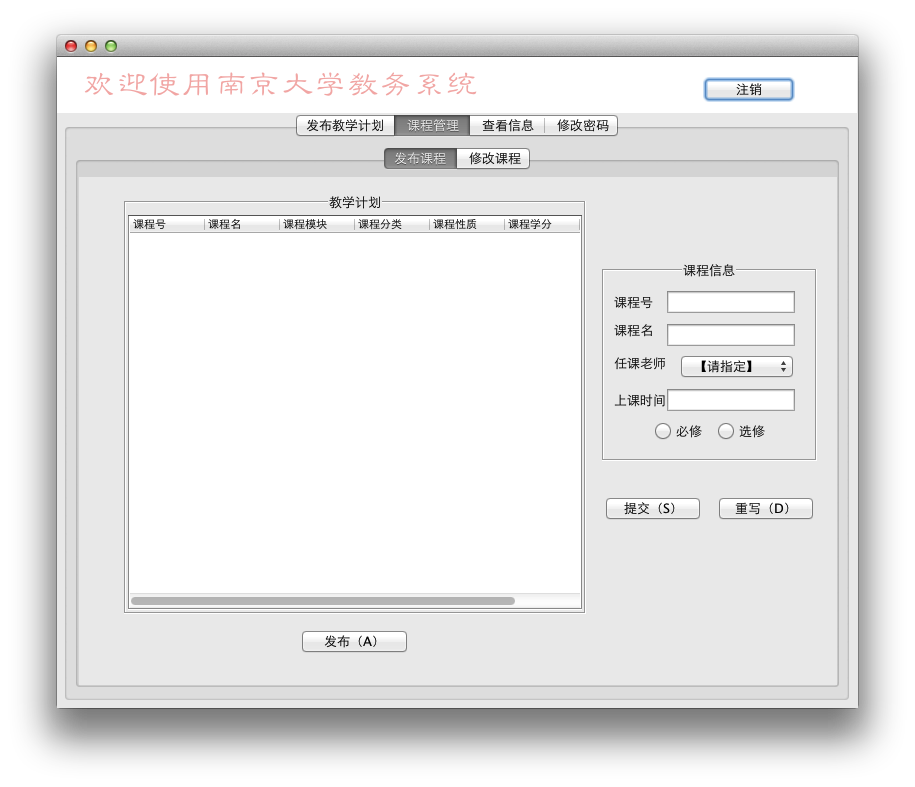 欢迎使用南京大学教务系统
注销
发布教学计划 课程管理 查看信息 修改密码
发布课程 修改课程
教学计划
课程号 课程名 课程模块 课程分类 课程性质 课程学分
课程信息
课程号
课程名
任课老师 【请指定】
上课时间
必修 选修
提交（S） 重写（D）
发布（A）